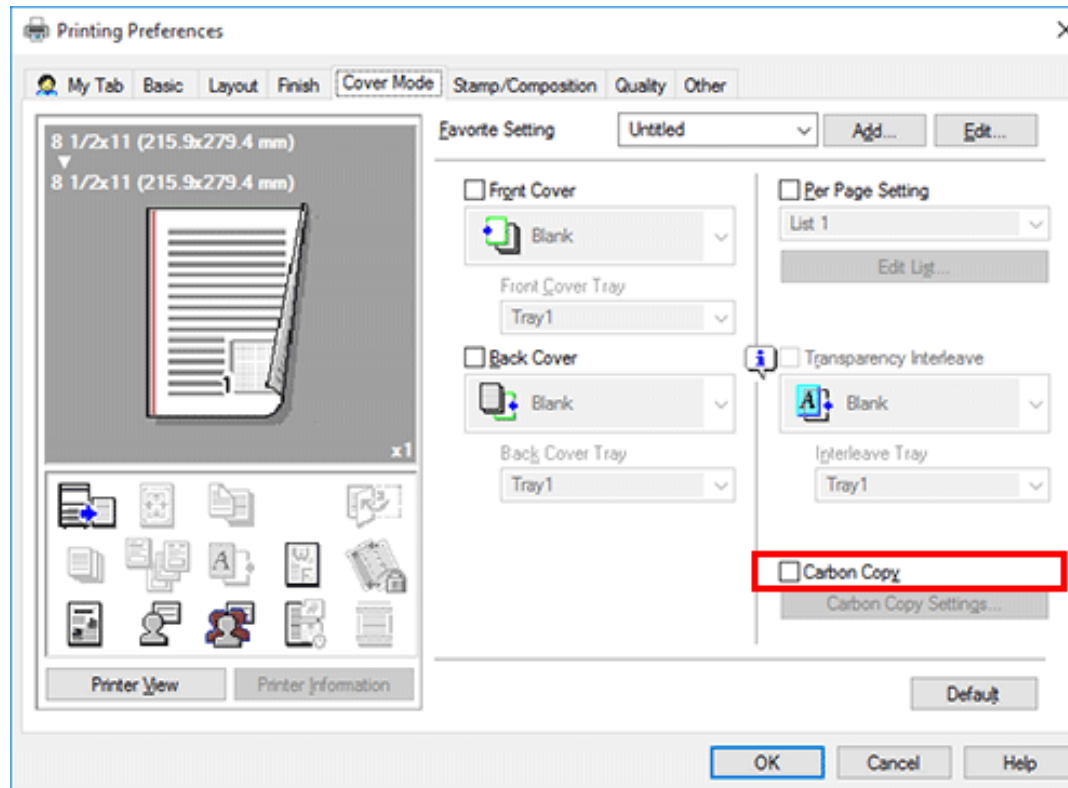 Printing Preferences
My Tab Basic Layout Finish Cover Mode Stamp/Composition Quality Other
8 1/2x11 (215.9x279.4 mm)
8 1/2x11 (215.9x279.4 mm)
1
x1
Printer View Printer Information
Favorite Setting Untitled Add... Edit...
Front Cover
Blank
Front Cover Tray
Tray1
Back Cover
Blank
Back Cover Tray
Tray1
Per Page Setting
List 1
Edit List...
Transparency Interleave
Blank
Interleave Tray
Tray1
Carbon Copy
Carbon Copy Settings...
Default
OK Cancel Help